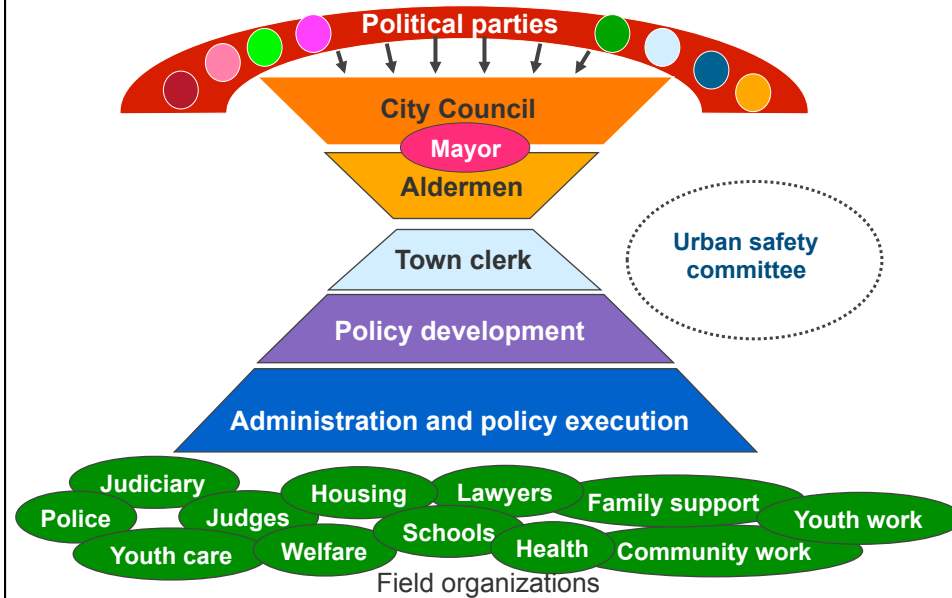 Political parties
City Council
Mayor
Aldermen
Urban safety
committee
Town clerk
Policy development
Administration and policy execution
Judiciary
Housing
Lawyers
Family support
Police
Judges
Schools
Youth work
Youth care
Welfare
Health
Community work
Field organizations